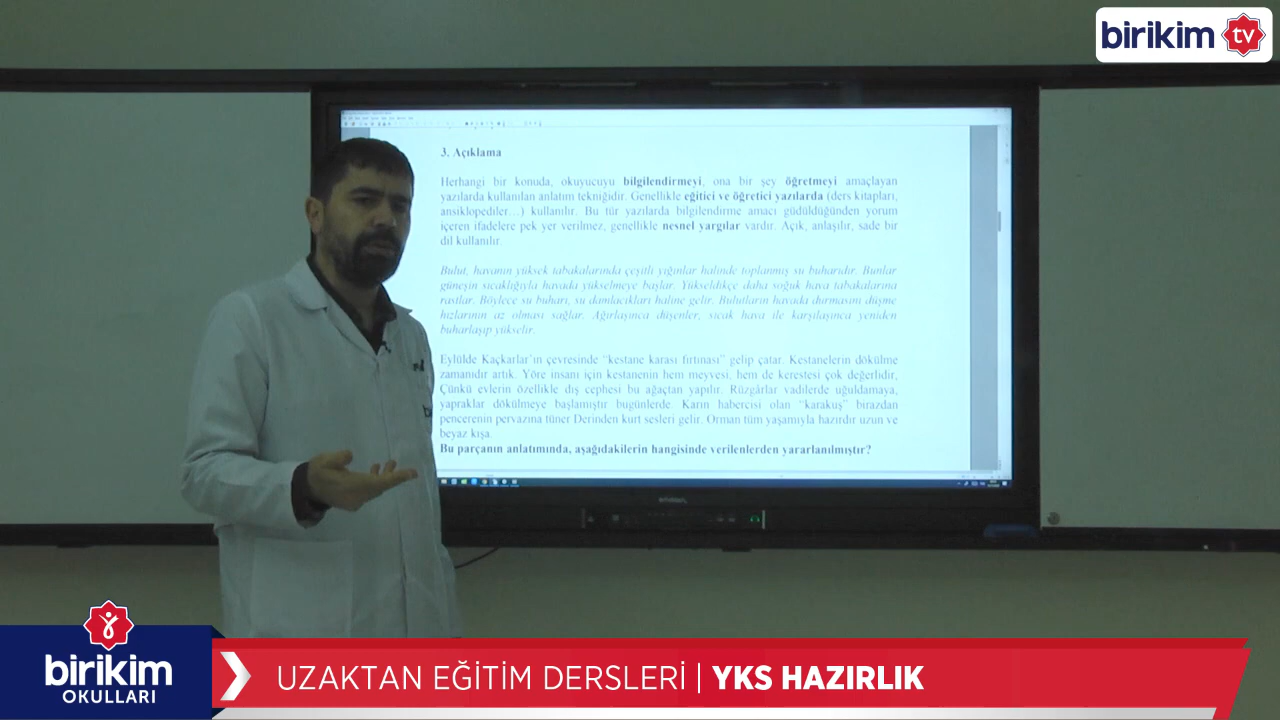 birikim tv
3. Açıklama
Herhangi bir konuda, okuyucuyu bilgilendirmeyi, ona bir şey öğretmeyi amaçlayan
yazılarda kullanılan anlatım tekniğidir. Genellikle eğitici ve öğretici yazılarda (ders kitapları,
ansiklopediler…) kullanılır. Bu tür yazılarda bilgilendirme amacı güdüldüğünden yorum
içeren ifadelere pek yer verilmez, genellikle nesnel yargılar vardır. Açık, anlaşılır, sade bir
dil kullanılır.
Bulut, havanın yüksek tabakalarında çeşitli yığınlar halinde toplanmış su buharıdır. Bunlar
güneşin sıcaklığıyla havada yükselmeye başlar. Yükseldikçe daha soğuk hava tabakalarına
rastlar. Böylece su buharı, su damlacıkları haline gelir. Bulutların havada durmasını düşme
hızlarının az olması sağlar. Ağırlaşınca düşenler, sıcak hava ile karşılaşınca yeniden
buharlaşıp yükselir.
Eylülde Kaçkarlar’ın çevresinde “kestane karası fırtınası” gelip çatar. Kestanelerin dökülme
zamanıdır artık. Yöre insanı için kestanenin hem meyvesi, hem de kerestesi çok değerlidir,
Çünkü evlerin özellikle dış cephesi bu ağaçtan yapılır. Rüzgârlar vadilerde uğuldamaya,
yapraklar dökülmeye başlamıştır bugünlerde. Karın habercisi olan “karakuş” birazdan
pencerenin pervazına tüner Derinden kurt sesleri gelir. Orman tüm yaşamıyla hazırdır uzun ve
beyaz kışa.
Bu parçanın anlatımında, aşağıdakilerin hangisinde verilenlerden yararlanılmıştır?
birikim
OKULLARI
UZAKTAN EĞİTİM DERSLERİ | YKS HAZIRLIK